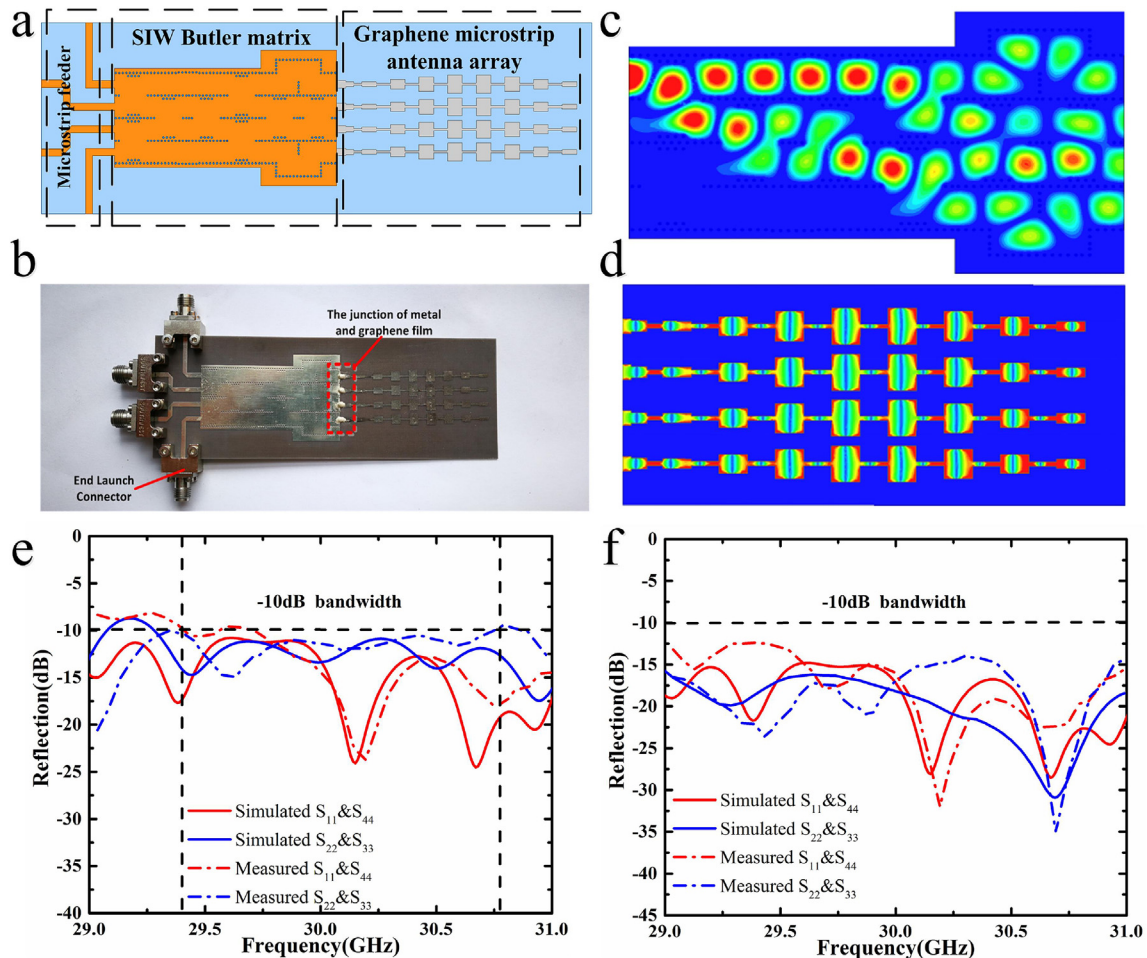 a
SIW Butler matrix
Graphene microstrip
antenna array
Microstrip feeder
b
The junction of metal
and graphene film
End Launch
Connector
c
d
e
0
-5
-10
-15
-20
-25
-30
-35
-40
Reflection(dB)
-10dB bandwidth
Simulated S₁₁&S₄₄
Simulated S₂₂&S₃₃
Measured S₁₁&S₄₄
Measured S₂₂&S₃₃
29.0 29.5 30.0 30.5 31.0
Frequency(GHz)
f
0
-5
-10
-15
-20
-25
-30
-35
-40
-45
Reflection(dB)
-10dB bandwidth
Simulated S₁₁&S₄₄
Simulated S₂₂&S₃₃
Measured S₁₁&S₄₄
Measured S₂₂&S₃₃
29.0 29.5 30.0 30.5 31.0
Frequency(GHz)